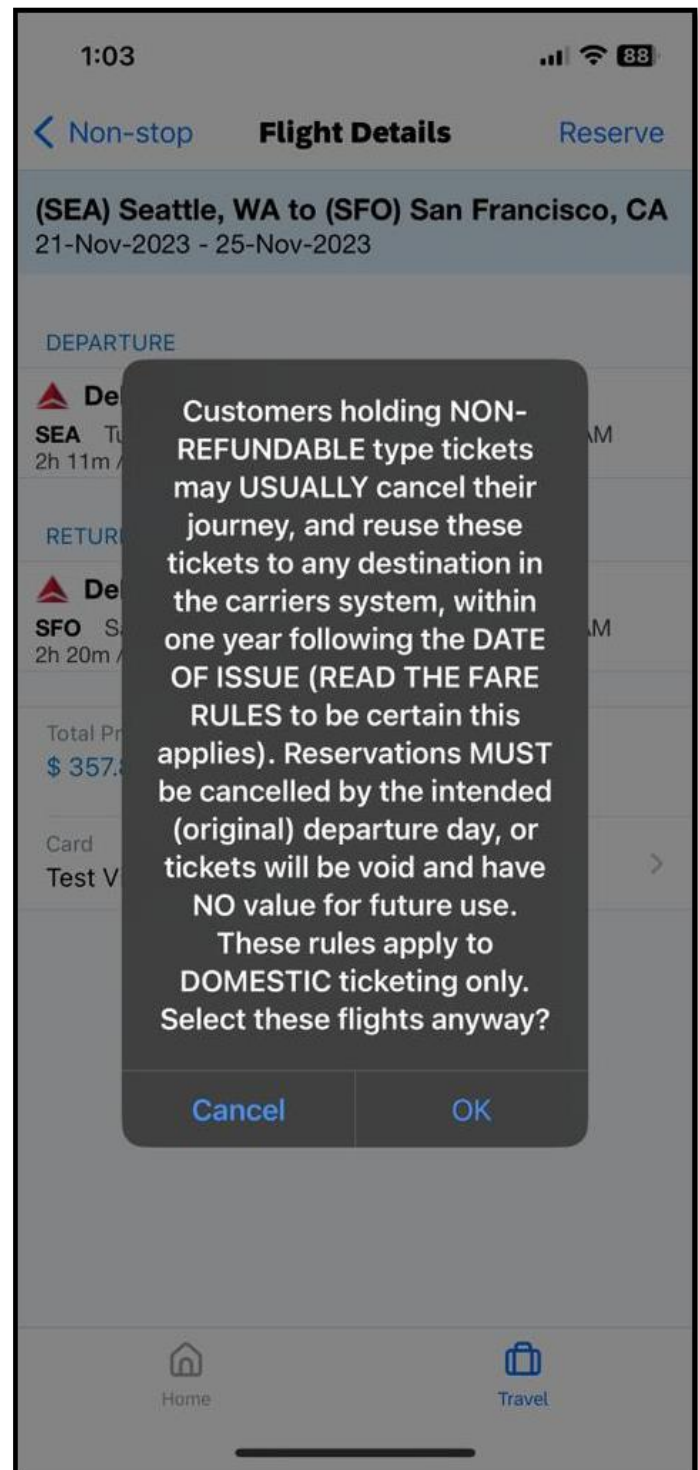 1:03
88
Non-stop Flight Details Reserve
(SEA) Seattle, WA to (SFO) San Francisco, CA
21-Nov-2023 - 25-Nov-2023
DEPARTURE
SEA
2h 11m /
SFO
2h 20m /
Card
Test
Customers holding NON-
REFUNDABLE type tickets
may USUALLY cancel their
journey, and reuse these
tickets to any destination in
the carriers system, within
one year following the DATE
OF ISSUE (READ THE FARE
RULES to be certain this
applies). Reservations MUST
be cancelled by the intended
(original) departure day, or
tickets will be void and have
NO value for future use.
These rules apply to
DOMESTIC ticketing only.
Select these flights anyway?
Cancel OK
Home Travel